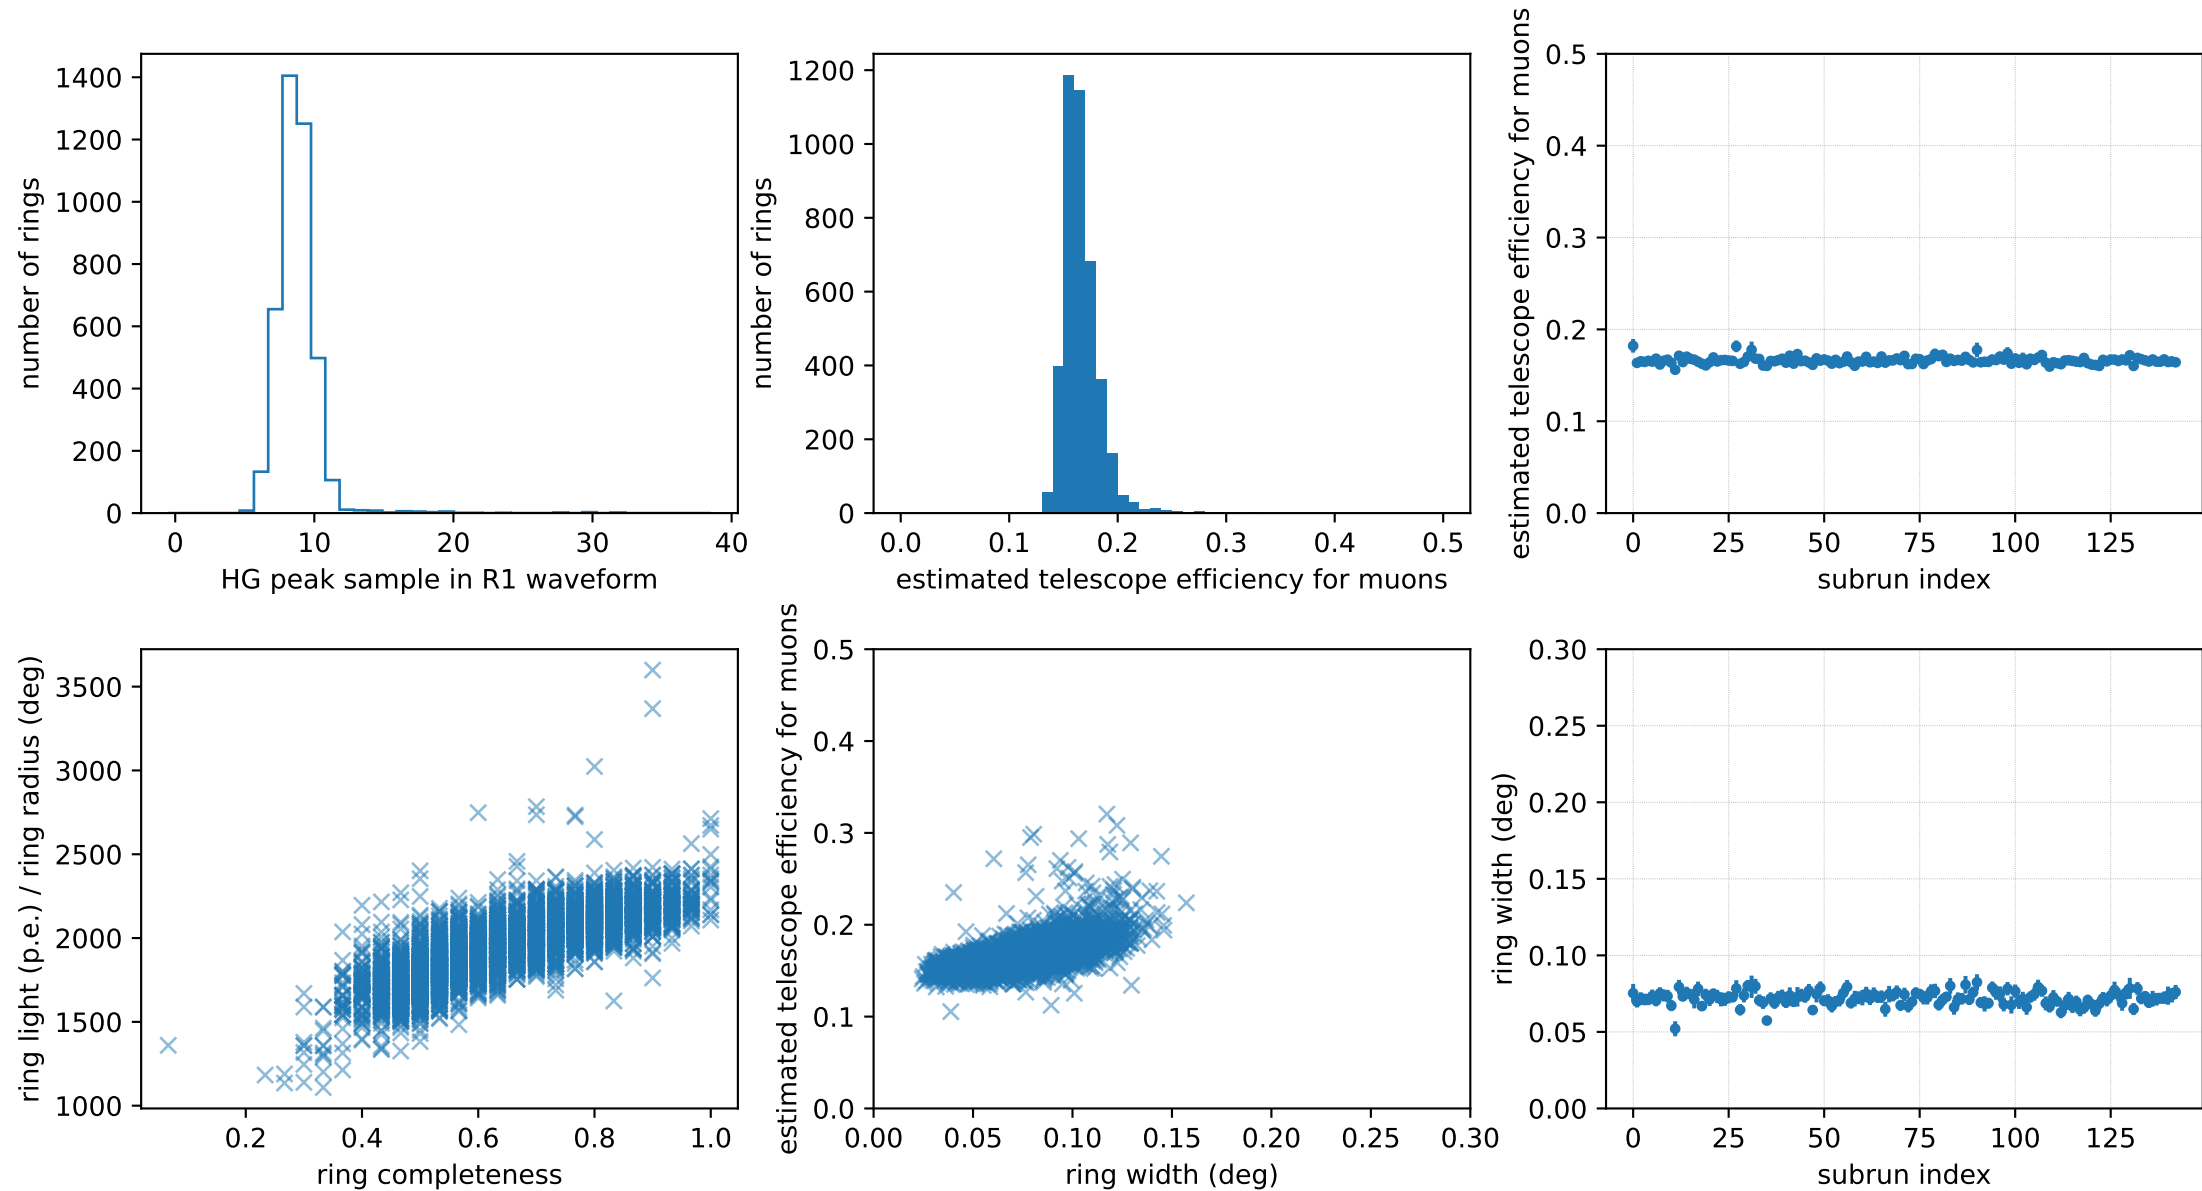 number of rings
1400
1200
1000
800
600
400
200
0
0 10 20 30 40
HG peak sample in R1 waveform
number of rings
1200
1000
800
600
400
200
0
0.0 0.1 0.2 0.3 0.4 0.5
estimated telescope efficiency for muons
estimated telescope efficiency for muons
0.5
0.4
0.3
0.2
0.1
0.0
0 25 50 75 100 125
subrun index
ring light (p.e.) / ring radius (deg)
3500
3000
2500
2000
1500
1000
0.2 0.4 0.6 0.8 1.0
ring completeness
estimated telescope efficiency for muons
0.5
0.4
0.3
0.2
0.1
0.0
0.00 0.05 0.10 0.15 0.20 0.25 0.30
ring width (deg)
ring width (deg)
0.30
0.25
0.20
0.15
0.10
0.05
0.00
0 25 50 75 100 125
subrun index